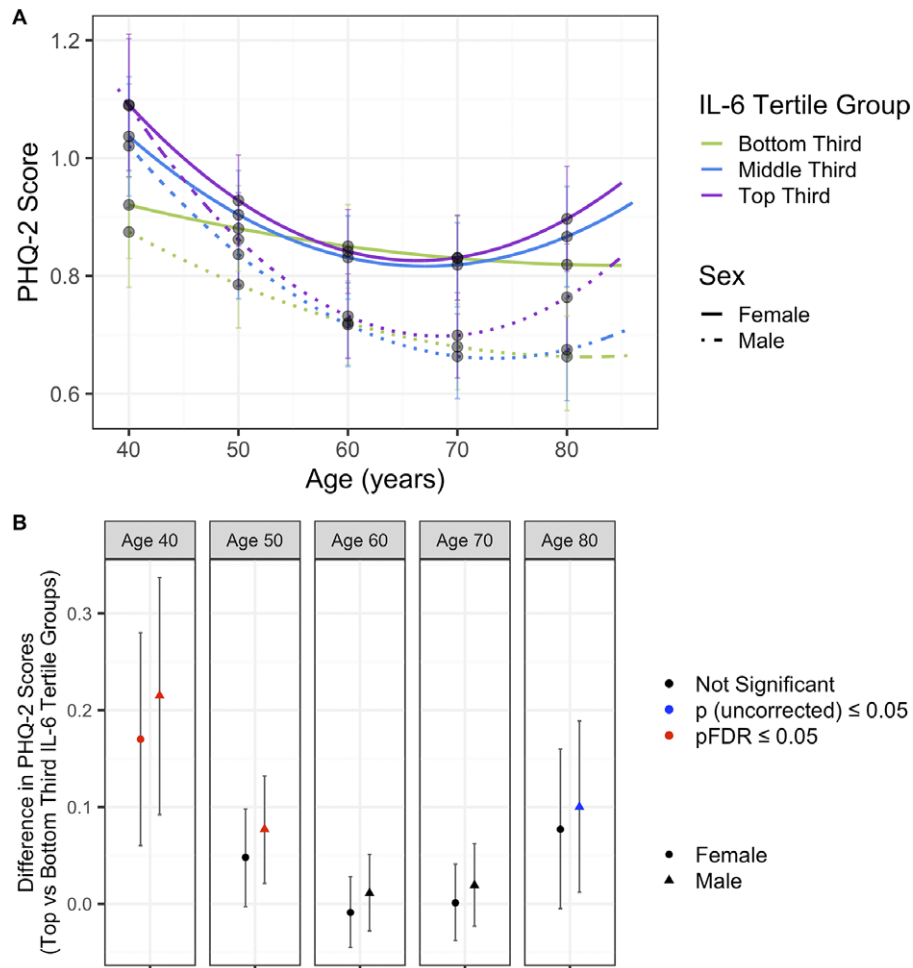 A
1.2
1.0
0.8
0.6
PHQ-2 Score
40 50 60 70 80
Age (years)
IL-6 Tertile Group
Bottom Third
Middle Third
Top Third
Sex
Female
Male
B
Age 40 Age 50 Age 60 Age 70 Age 80
0.3
0.2
0.1
0.0
Difference in PHQ-2 Scores
(Top vs Bottom Third IL-6 Tertile Groups)
Not Significant
p (uncorrected) ≤ 0.05
pFDR ≤ 0.05
Female
Male